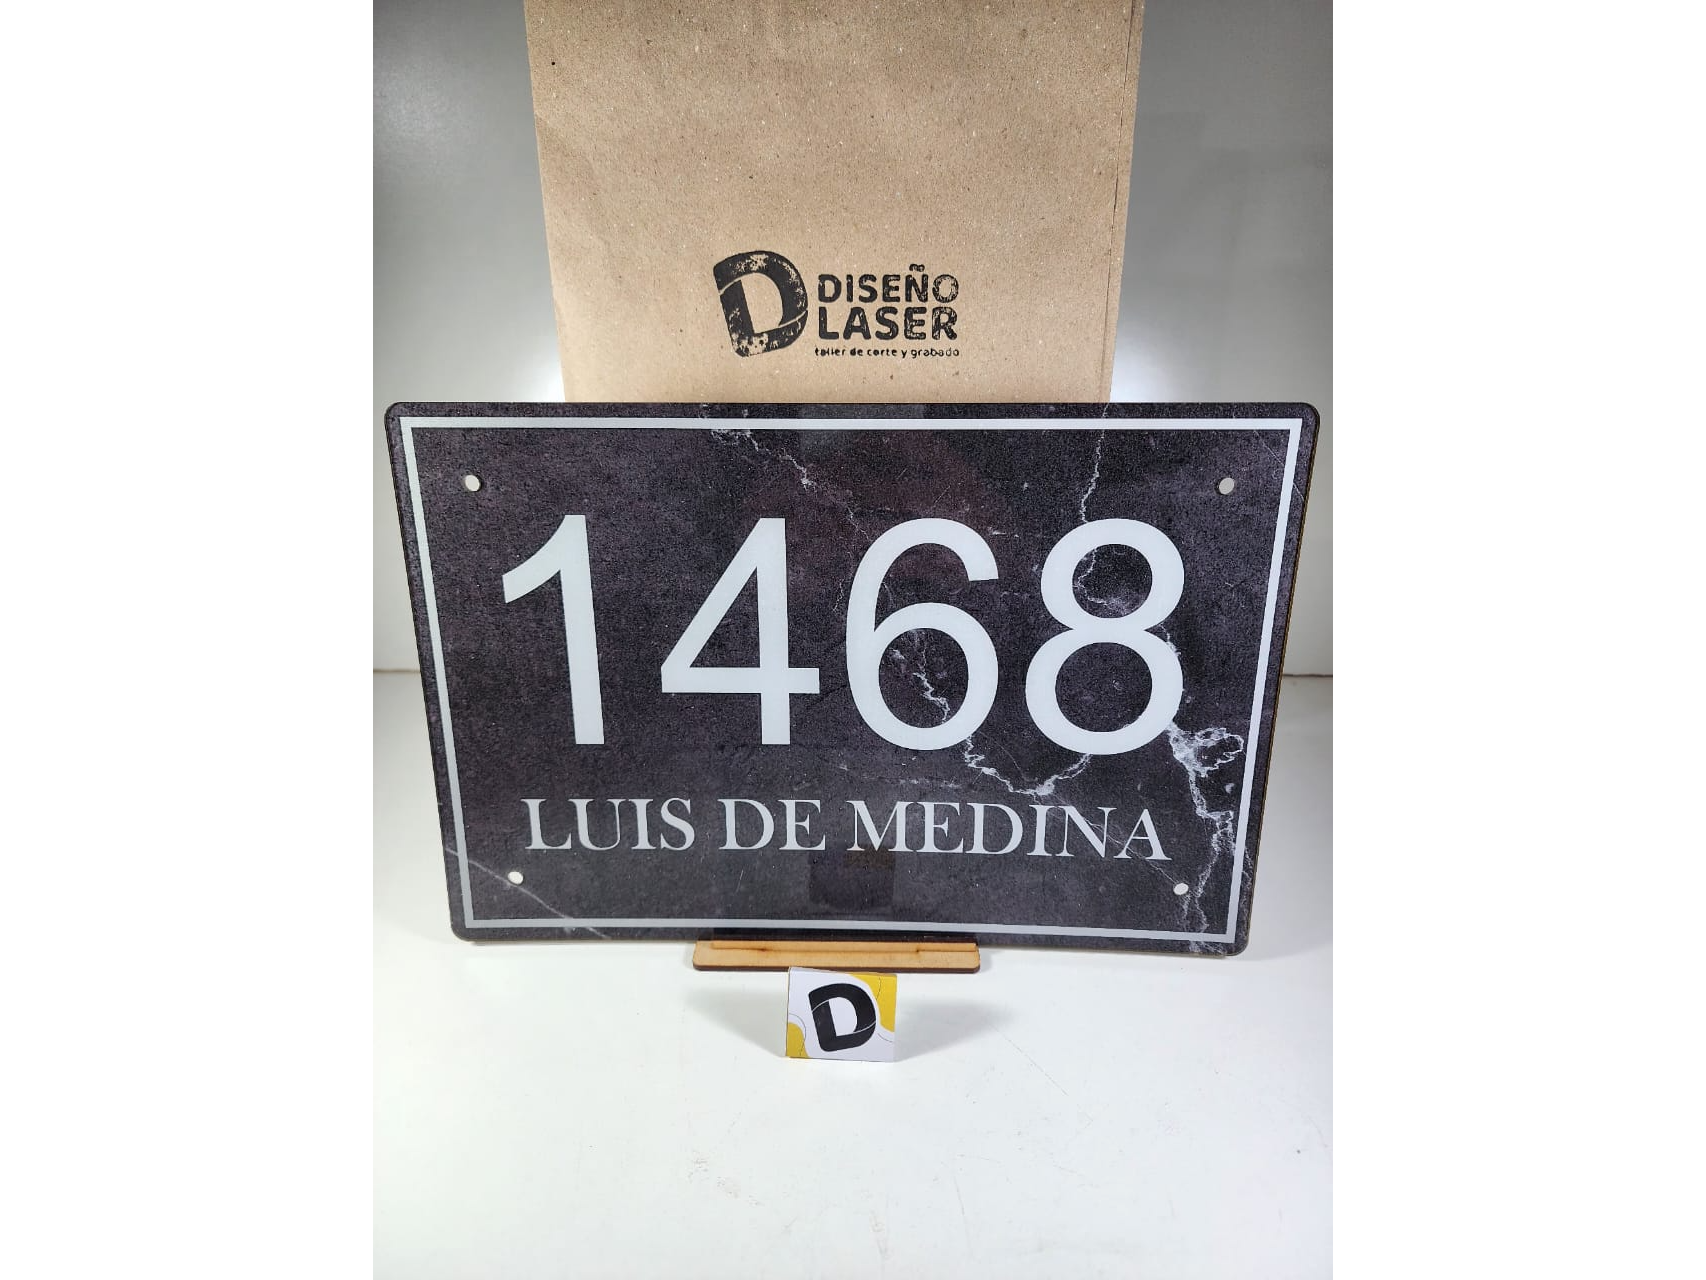 DISEÑO
LASER
taller de corte y grabado
1468
LUIS DE MEDINA
D